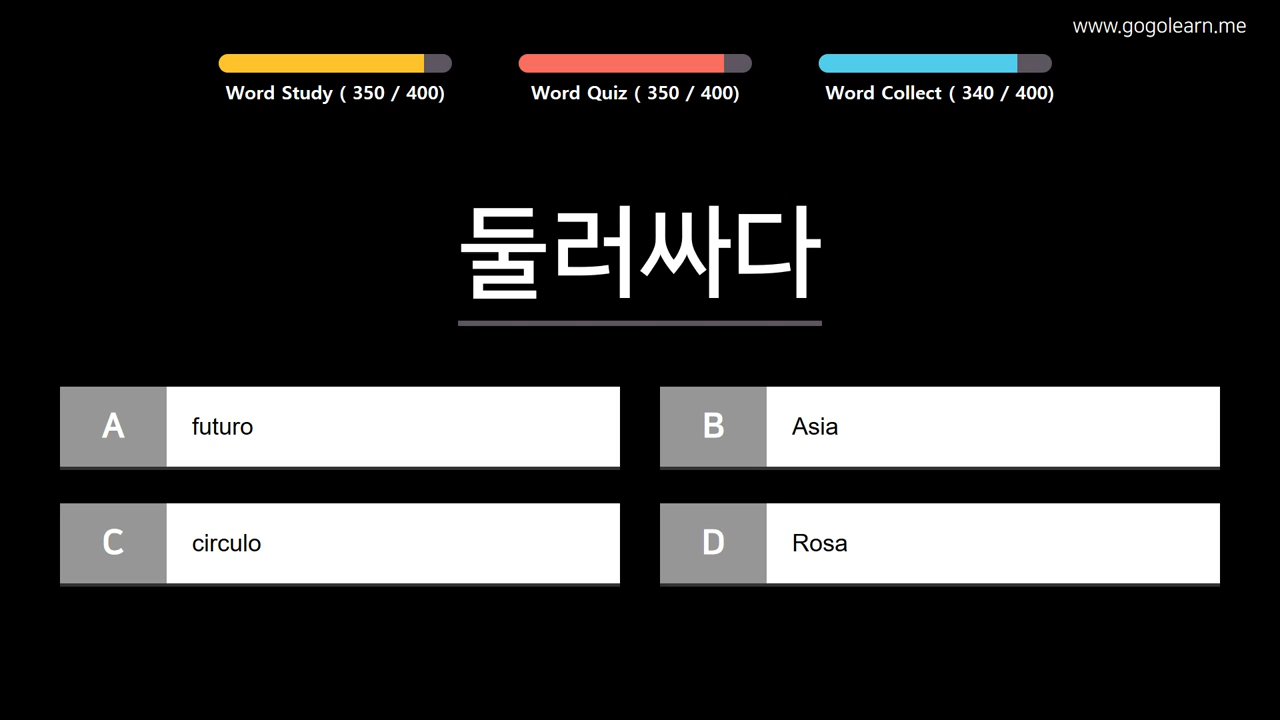 www.gogolearn.me
Word Study ( 350 / 400)
Word Quiz ( 350 / 400)
Word Collect ( 340 / 400)
둘러싸다
A futuro
B Asia
C circulo
D Rosa